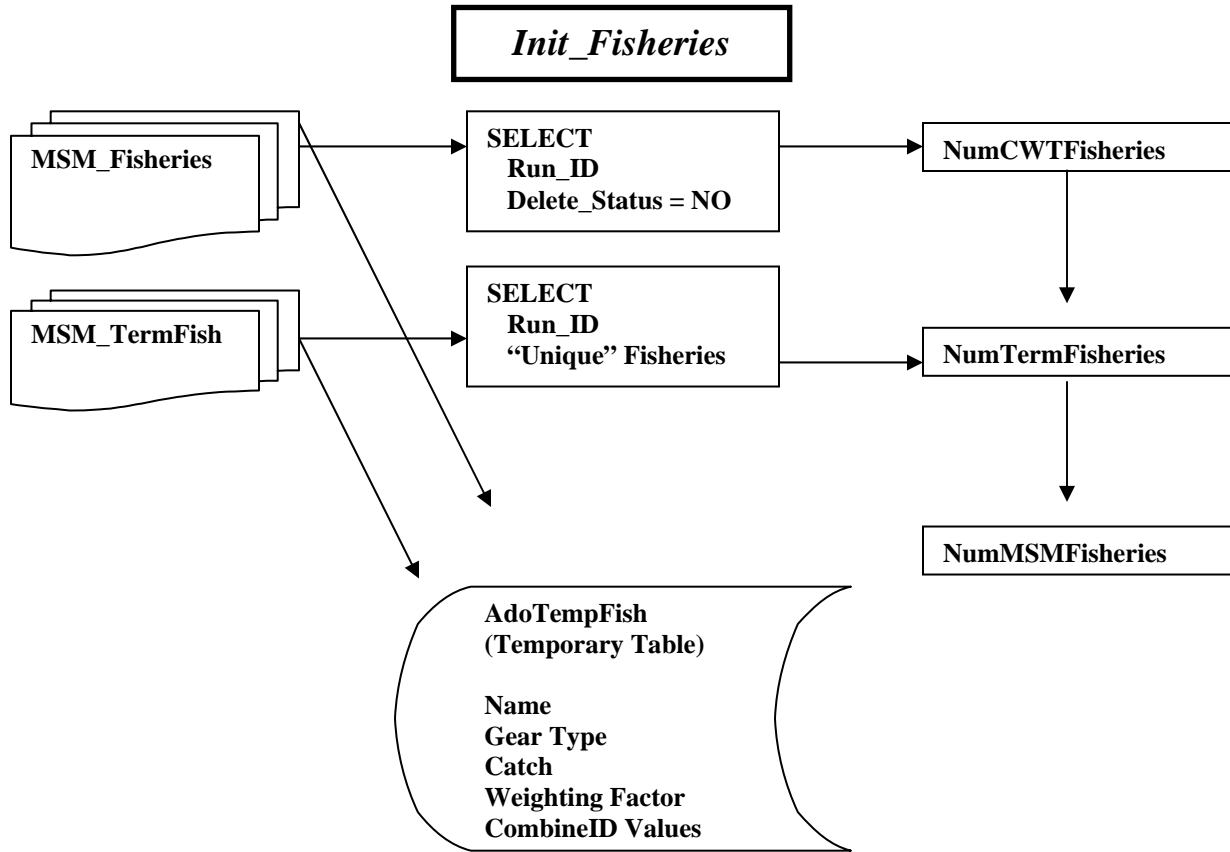 Init_Fisheries
MSM_Fisheries
SELECT
Run_ID
Delete_Status = NO
NumCWTFisheries
MSM_TermFish
SELECT
Run_ID
“Unique” Fisheries
NumTermFisheries
NumMSMFisheries
AdoTempFish
(Temporary Table)
Name
Gear Type
Catch
Weighting Factor
CombineID Values